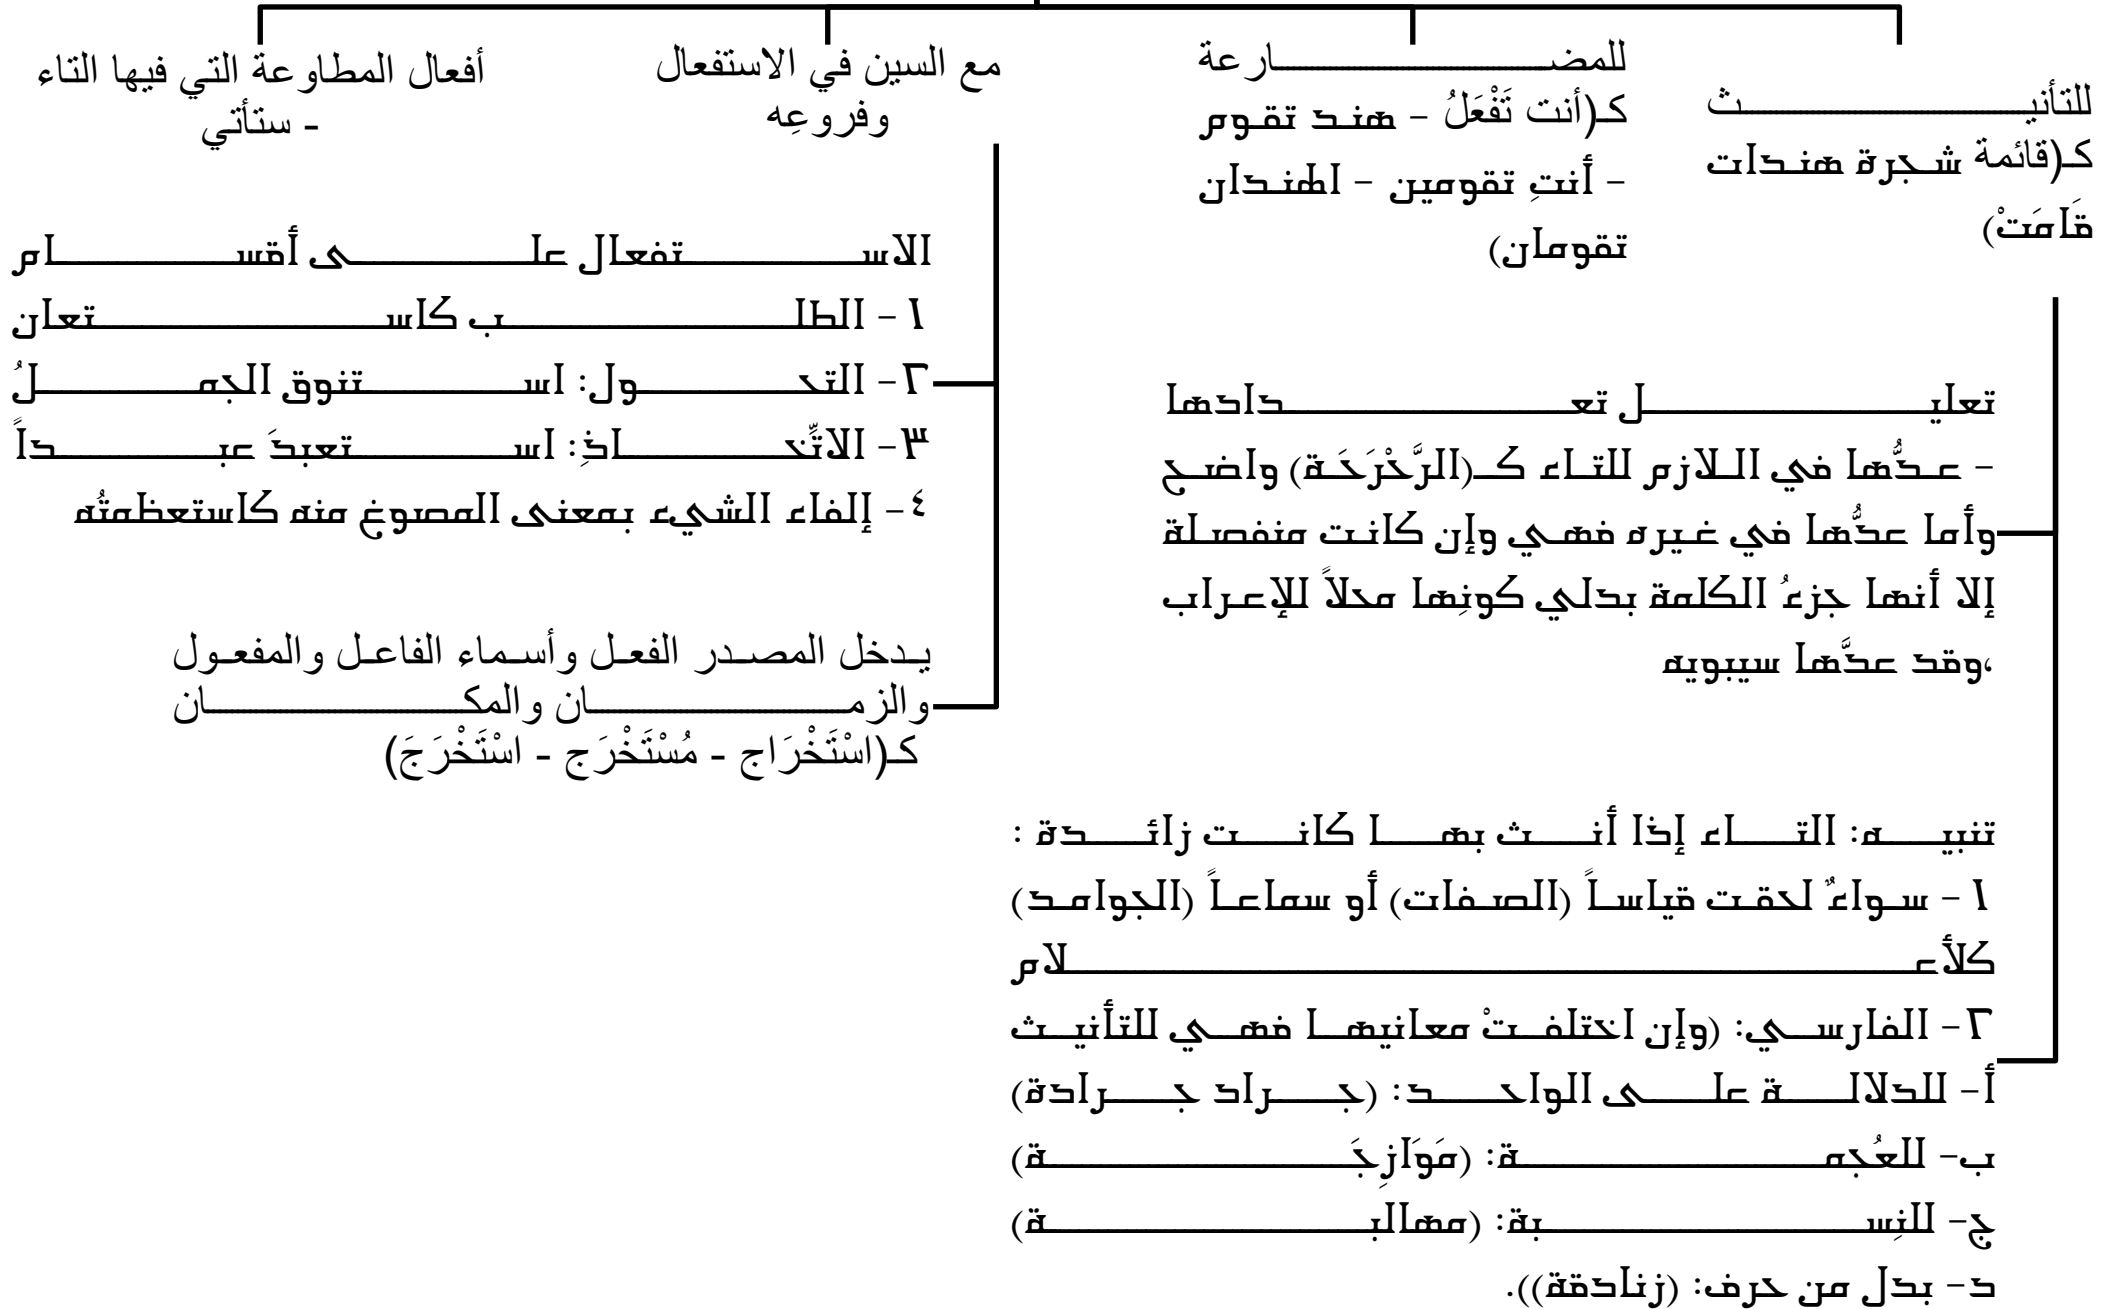 للتأنيث
كـ(قائمة شجرة هندات
قَامَتْ)
للمضارعة
كـ(أنت تَفْعَلُ - هند تقوم
- أنتِ تقومين - الهندان
تقومان)
مع السين في الاستفعال
وفروعِه
أفعال المطاوعة التي فيها التاء
- ستأتي
تعليل تعدادها
- عدُّها في اللازم للتاء كـ(الرَّحْرَحَة) واضح
وأما عدُّها في غيره فهي وإن كانت منفصلة
إلا أنها جزءُ الكلمة بدلي كونِها محلاً للإعراب
،وقد عدَّها سيبويه
تنبيه: التاء إذا أنث بها كانت زائدة :
١- سواءٌ لحقت قياساً (الصفات) أو سماعاً (الجوامد)
كلأعلام
٢- الفارسي: (وإن اختلفتْ معانيها فهي للتأنيث
أ- للدلالة على الواحد: (جراد جرادة)
ب- للعُجمة: (مَوَازِجَة)
ج- للنِسبة: (مهالبة)
د- بدل من حرف: (زنادقة)).
الاستفعال على أقسام
١- الطلب كاستعان
٢- التحول: استنوق الجملُ
٣- الاتِّخاذِ: استعبدَ عبداً
٤- إلفاء الشيء بمعنى المصوغ منه كاستعظمتُه
يدخل المصدر الفعل وأسماء الفاعل والمفعول
والزمان والمكان
كـ(اسْتَخْرَاج - مُسْتَخْرَج - اسْتَخْرَجَ)